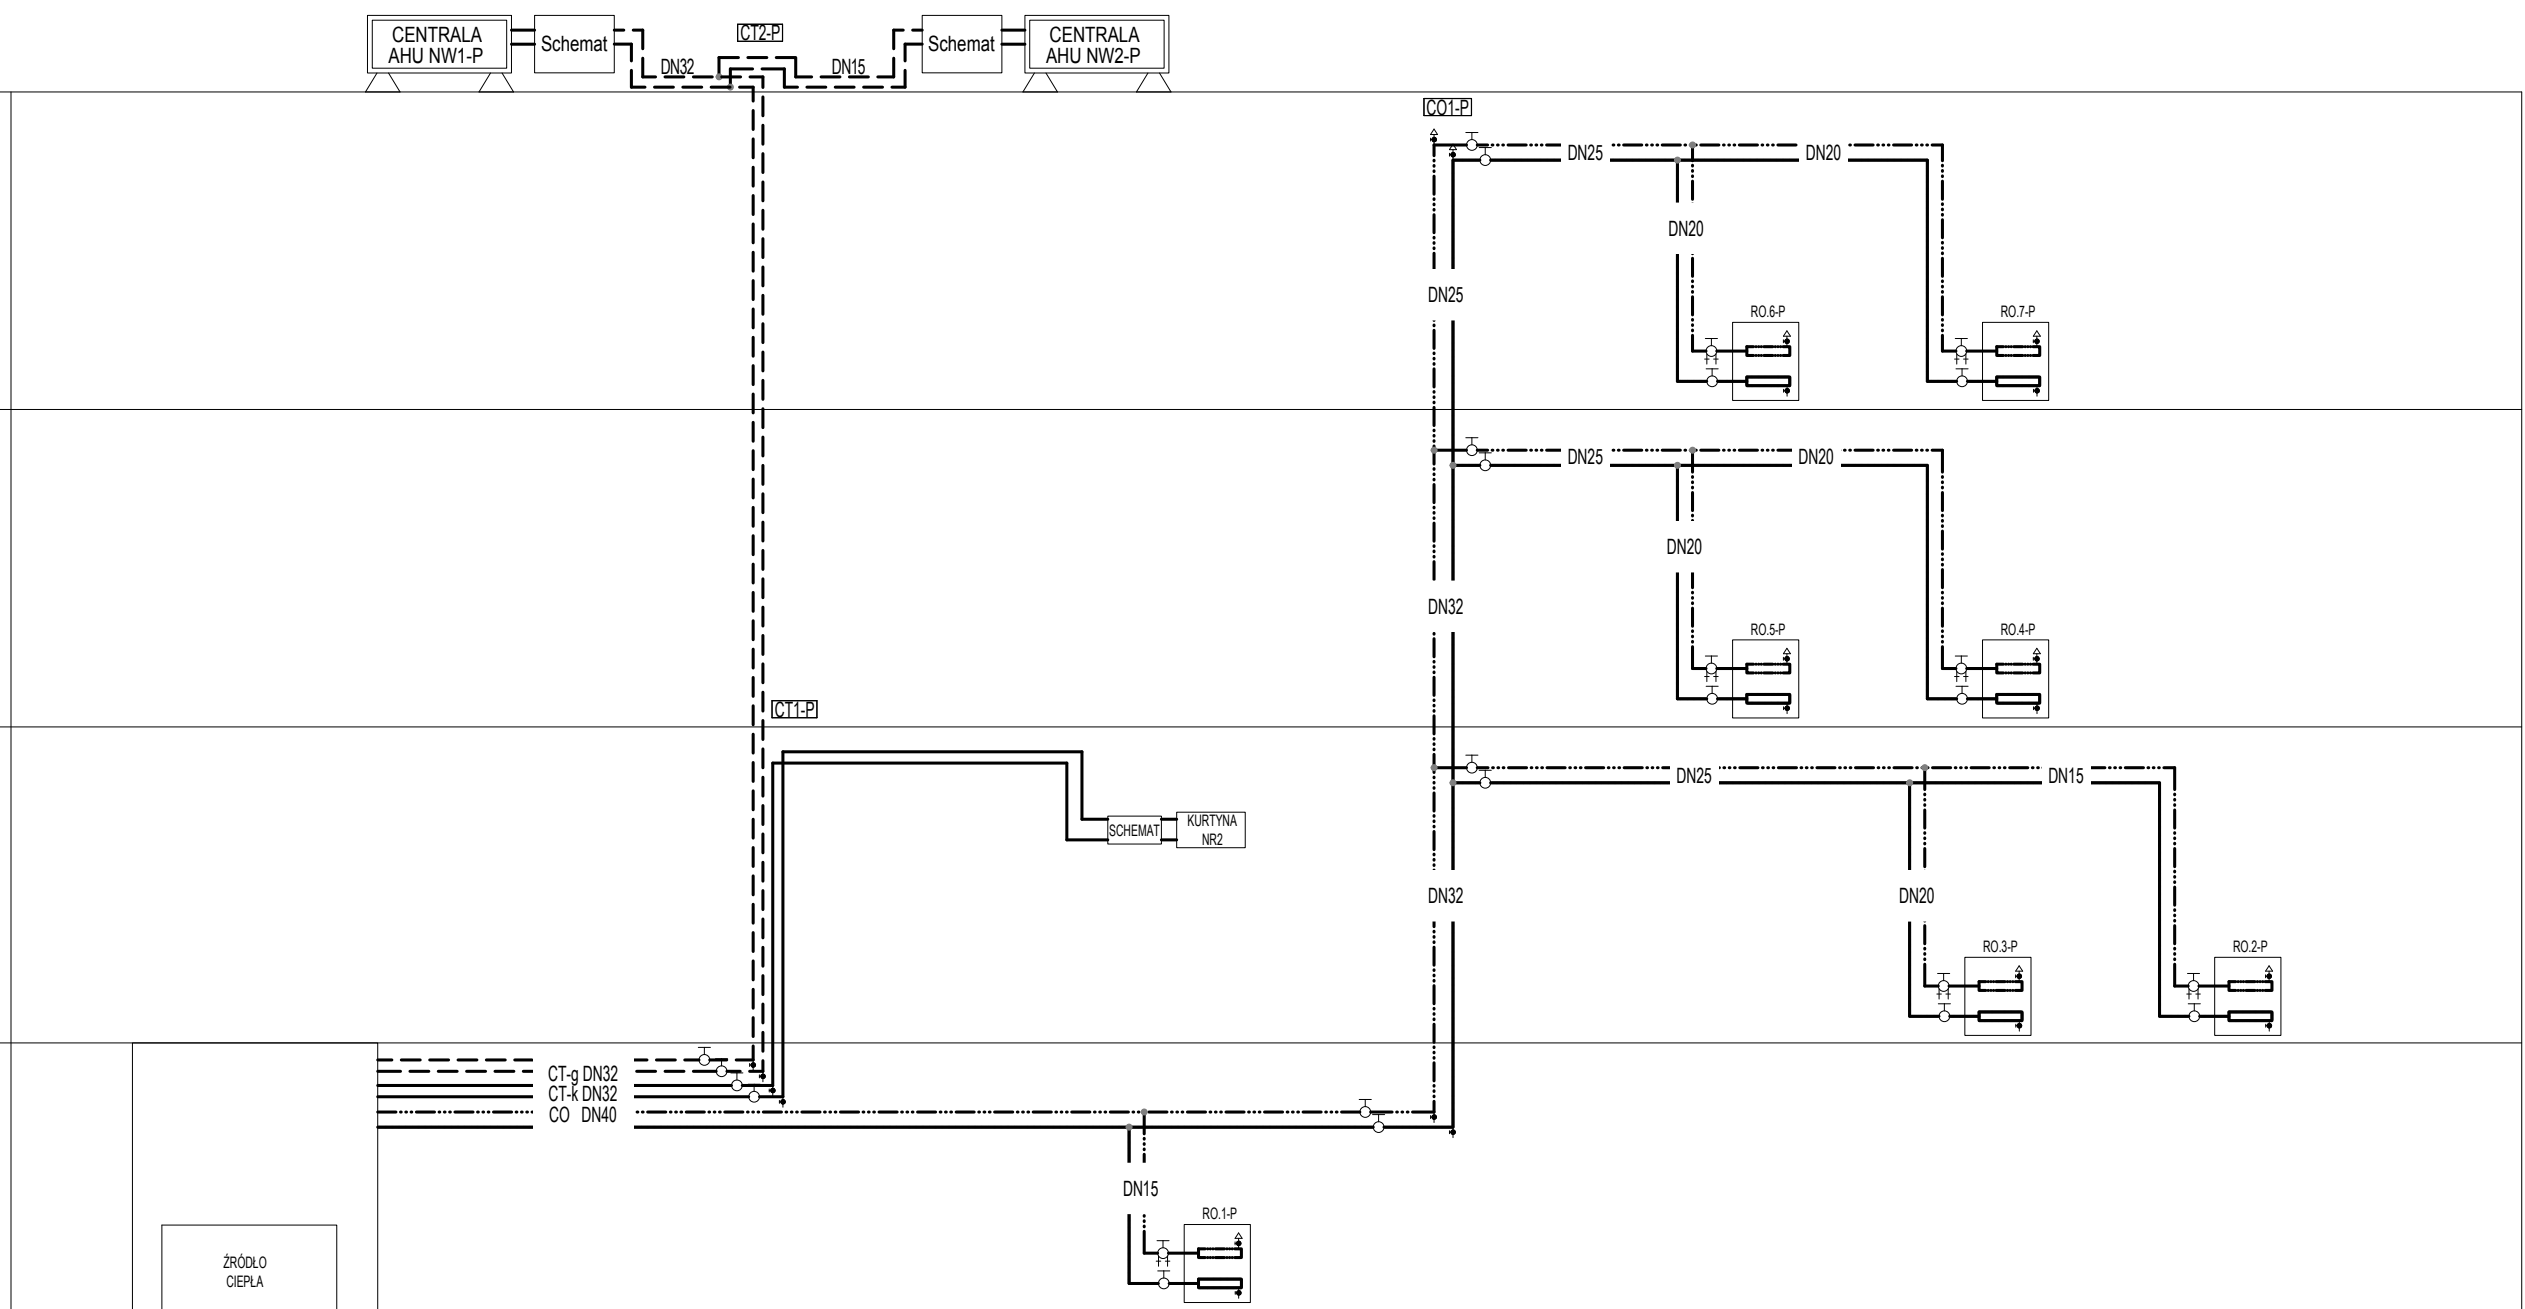 CENTRALA
AHU NW1-P
Schemat
CT2-P
DN32
DN15
Schemat
CENTRALA
AHU NW2-P
CO1-P
DN25
DN20
DN20
DN25
RO.6-P
RO.7-P
DN25
DN20
DN20
DN32
RO.5-P
RO.4-P
CT1-P
DN25
DN15
SCHEMAT
KURTYNA
NR2
DN32
DN20
RO.3-P
RO.2-P
CT-g DN32
CT-k DN32
CO DN40
DN15
RO.1-P
ŹRÓDŁO
CIEPŁA